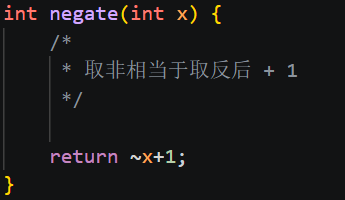 int negate(int x) {
    /*
     * 取非相当于取反后 + 1
     */

    return ~x+1;
}